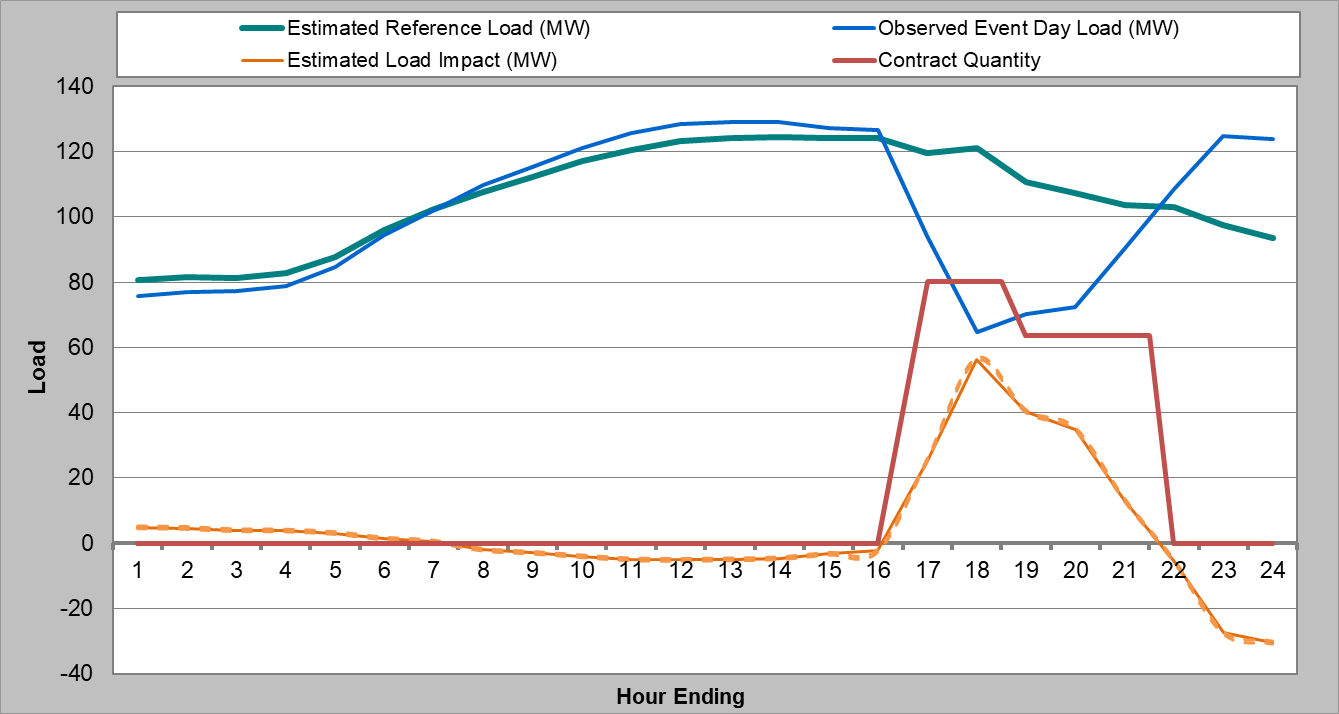 Estimated Reference Load (MW) Observed Event Day Load (MW)
Estimated Load Impact (MW) Contract Quantity
140
120
100
80
60
40
20
0
-20
-40
Load
1 2 3 4 5 6 7 8 9 10 11 12 13 14 15 16 17 18 19 20 21 22 23 24
Hour Ending